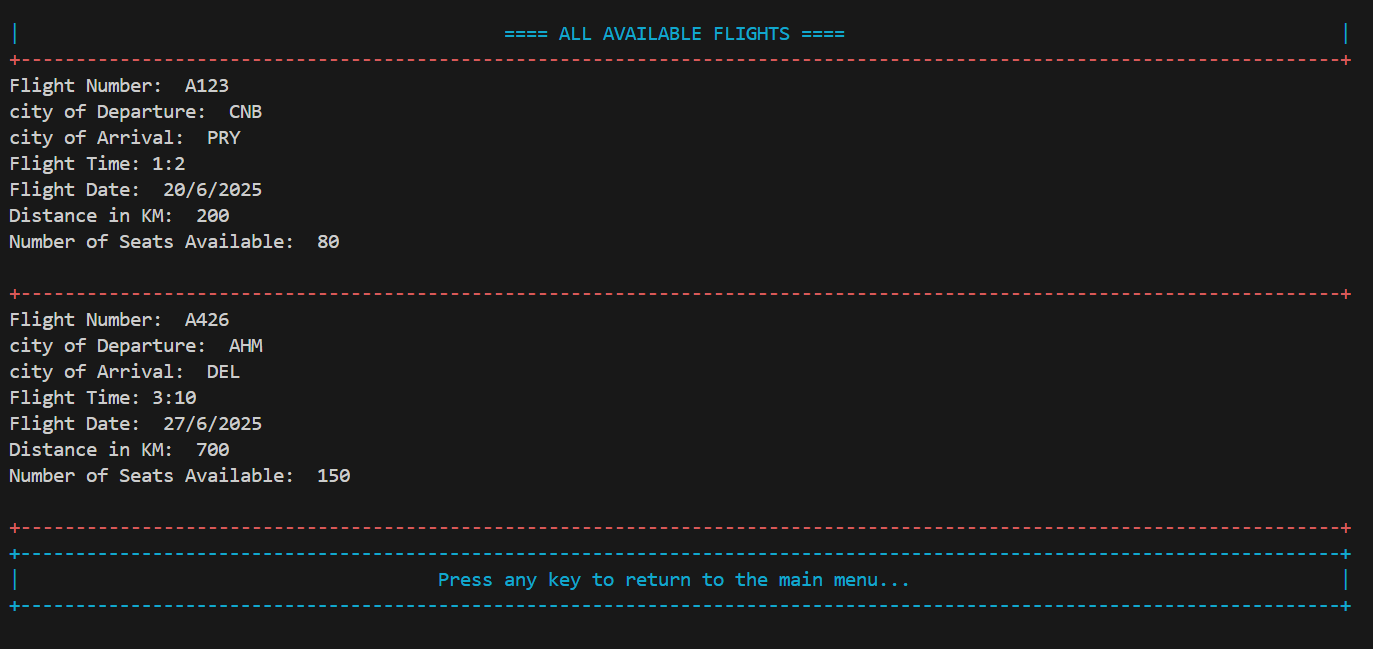 ==== ALL AVAILABLE FLIGHTS ====
Flight Number:  A123
city of Departure:  CNB
city of Arrival:  PRY
Flight Time: 1:2
Flight Date:  20/6/2025
Distance in KM:  200
Number of Seats Available:  80
Flight Number:  A426
city of Departure:  AHM
city of Arrival:  DEL
Flight Time: 3:10
Flight Date:  27/6/2025
Distance in KM:  700
Number of Seats Available:  150
Press any key to return to the main menu...